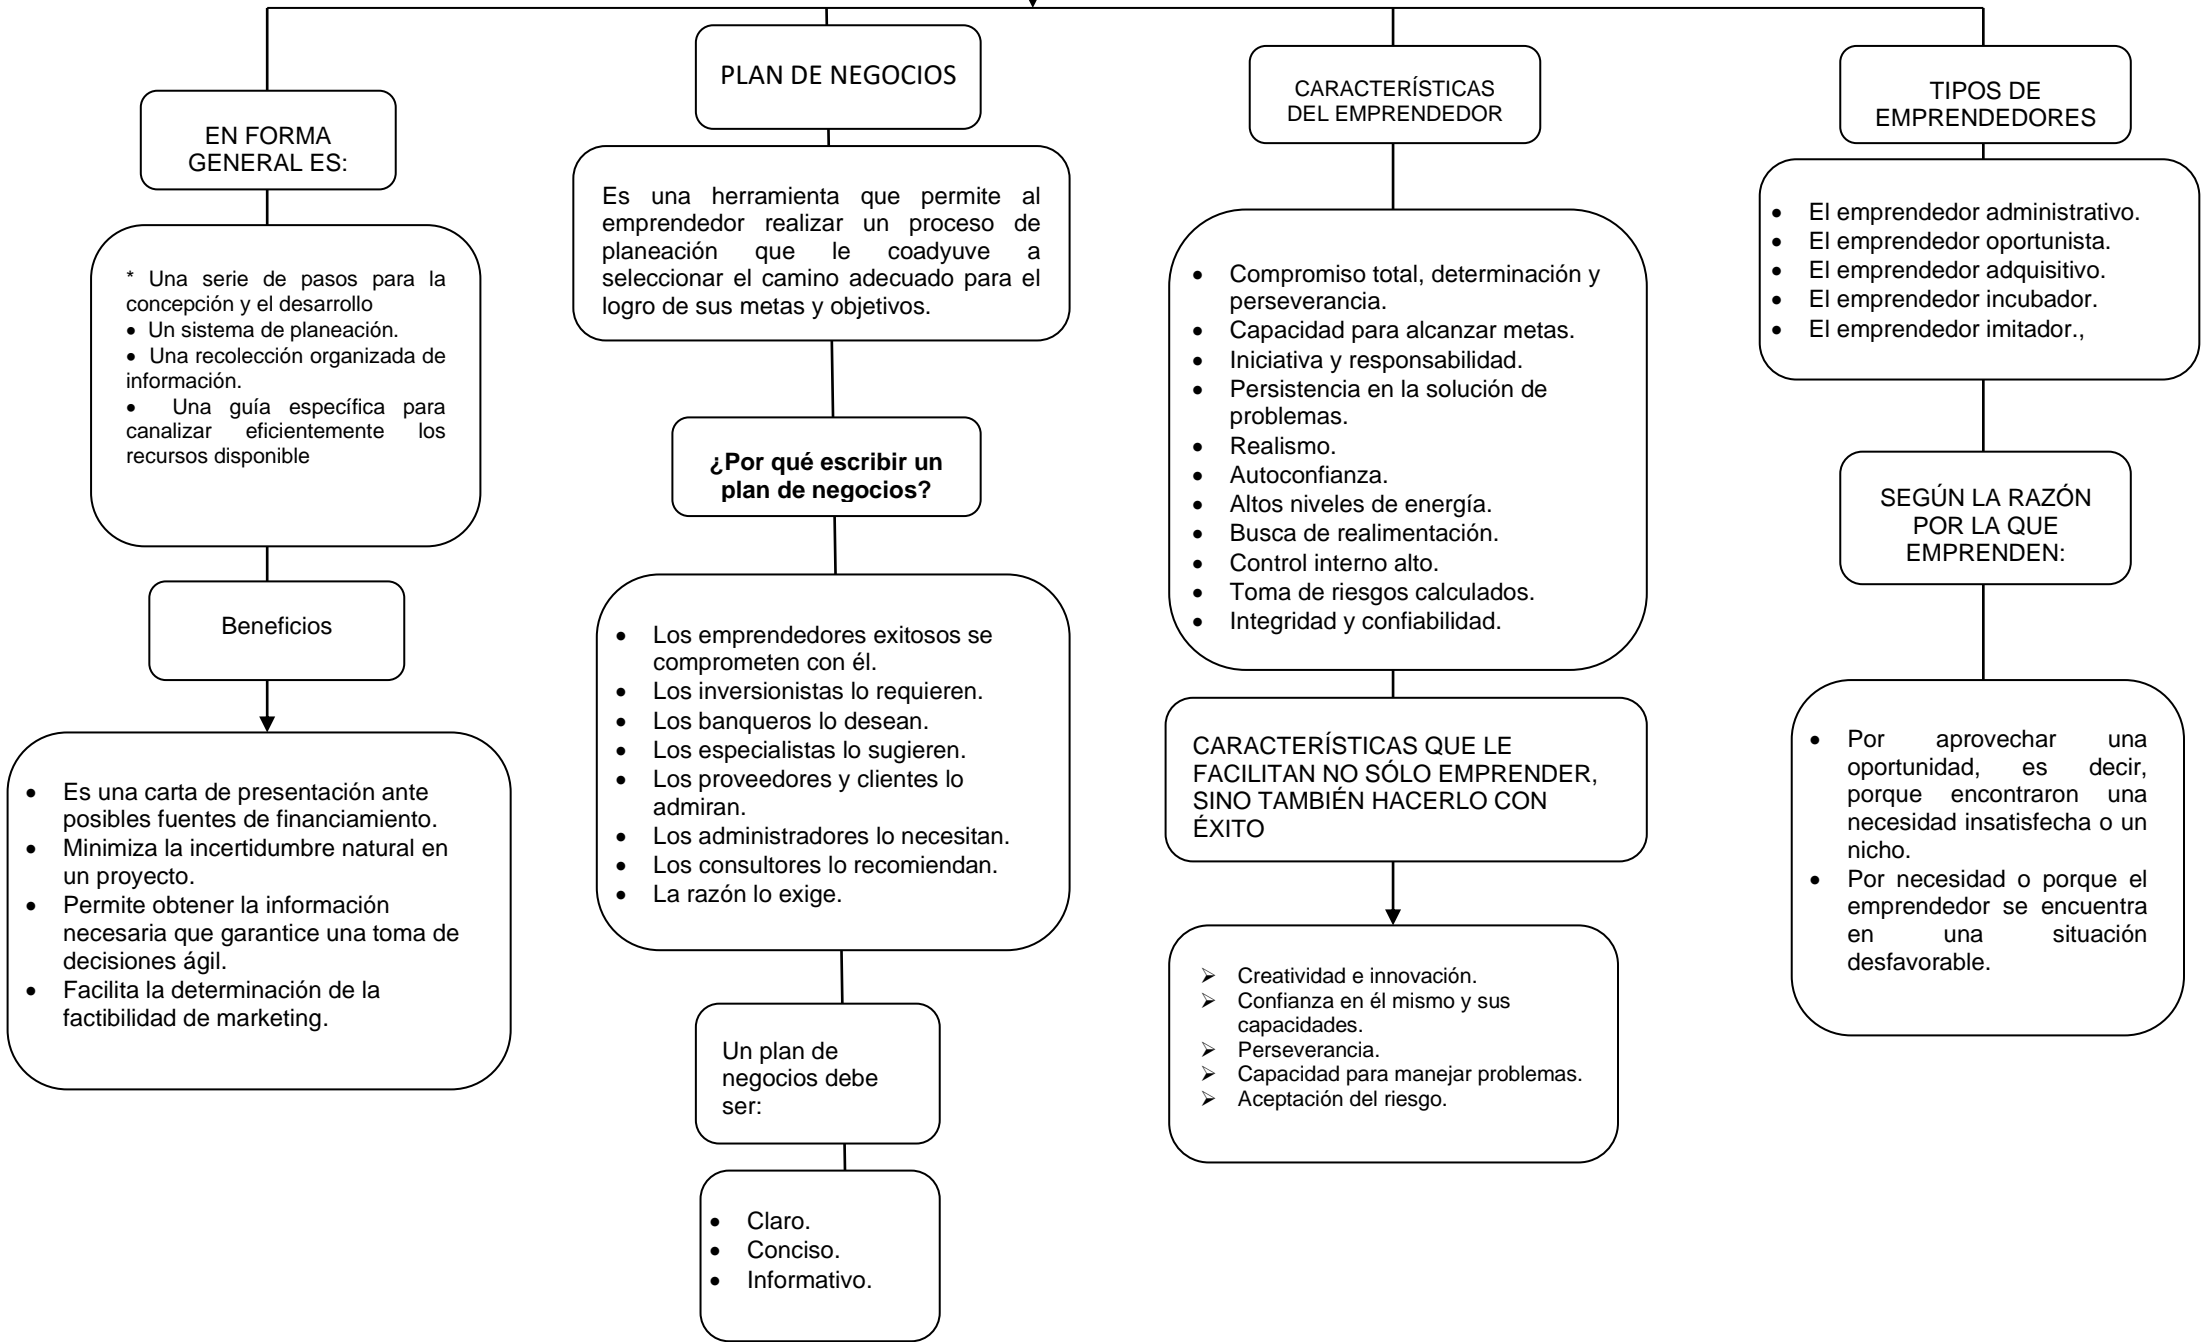 EN FORMA
GENERAL ES:
* Una serie de pasos para la
concepción y el desarrollo
• Un sistema de planeación.
• Una recolección organizada de
información.
• Una guía específica para
canalizar eficientemente los
recursos disponible
Beneficios
• Es una carta de presentación ante
posibles fuentes de financiamiento.
• Minimiza la incertidumbre natural en
un proyecto.
• Permite obtener la información
necesaria que garantice una toma de
decisiones ágil.
• Facilita la determinación de la
factibilidad de marketing.
PLAN DE NEGOCIOS
Es una herramienta que permite al
emprendedor realizar un proceso de
planeación que le coadyuve a
seleccionar el camino adecuado para el
logro de sus metas y objetivos.
¿Por qué escribir un
plan de negocios?
• Los emprendedores exitosos se
comprometen con él.
• Los inversionistas lo requieren.
• Los banqueros lo desean.
• Los especialistas lo sugieren.
• Los proveedores y clientes lo
admiran.
• Los administradores lo necesitan.
• Los consultores lo recomiendan.
• La razón lo exige.
Un plan de
negocios debe
ser:
• Claro.
• Conciso.
• Informativo.
CARACTERÍSTICAS
DEL EMPRENDEDOR
• Compromiso total, determinación y
perseverancia.
• Capacidad para alcanzar metas.
• Iniciativa y responsabilidad.
• Persistencia en la solución de
problemas.
• Realismo.
• Autoconfianza.
• Altos niveles de energía.
• Busca de realimentación.
• Control interno alto.
• Toma de riesgos calculados.
• Integridad y confiabilidad.
CARACTERÍSTICAS QUE LE
FACILITAN NO SÓLO EMPRENDER,
SINO TAMBIÉN HACERLO CON
ÉXITO
➢ Creatividad e innovación.
➢ Confianza en él mismo y sus
capacidades.
➢ Perseverancia.
➢ Capacidad para manejar problemas.
➢ Aceptación del riesgo.
TIPOS DE
EMPRENDEDORES
• El emprendedor administrativo.
• El emprendedor oportunista.
• El emprendedor adquisitivo.
• El emprendedor incubador.
• El emprendedor imitador.,
SEGÚN LA RAZÓN
POR LA QUE
EMPRENDEN:
• Por aprovechar una
oportunidad, es decir,
porque encontraron una
necesidad insatisfecha o un
nicho.
• Por necesidad o porque el
emprendedor se encuentra
en una situación
desfavorable.